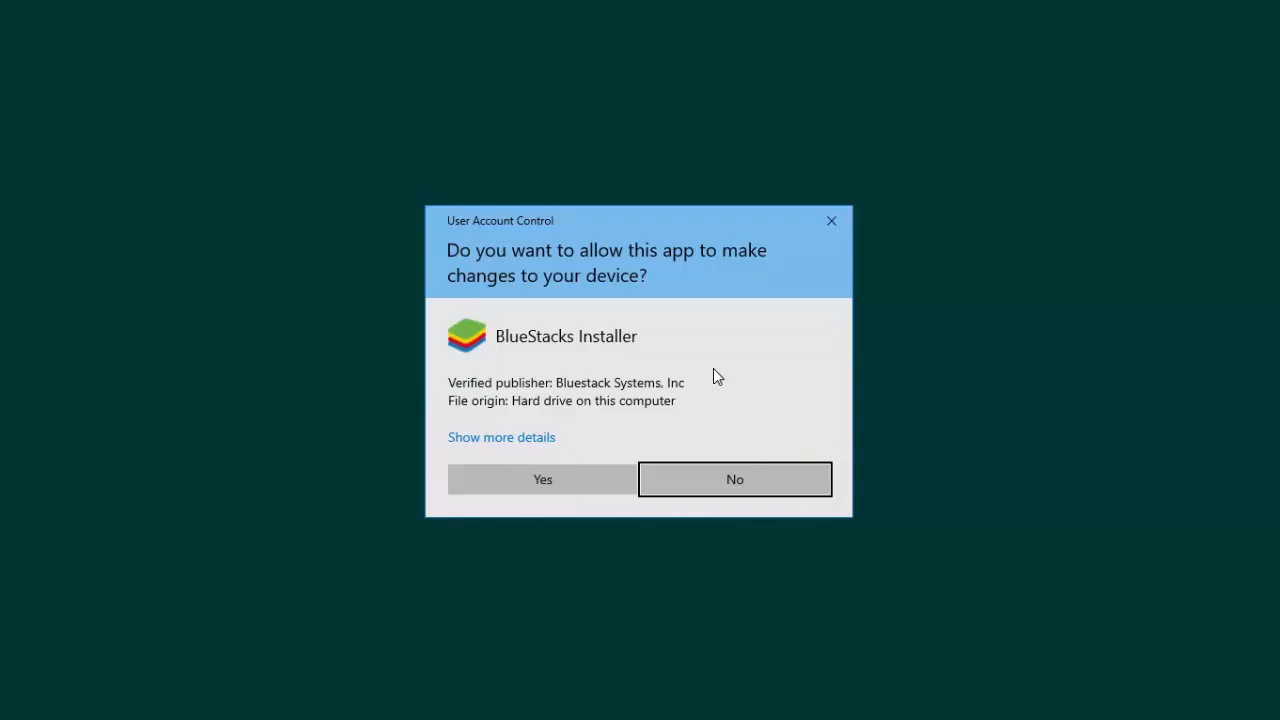 User Account Control
Do you want to allow this app to make
changes to your device?
BlueStacks Installer
Verified publisher: Bluestack Systems, Inc
File origin: Hard drive on this computer
Show more details
Yes
No